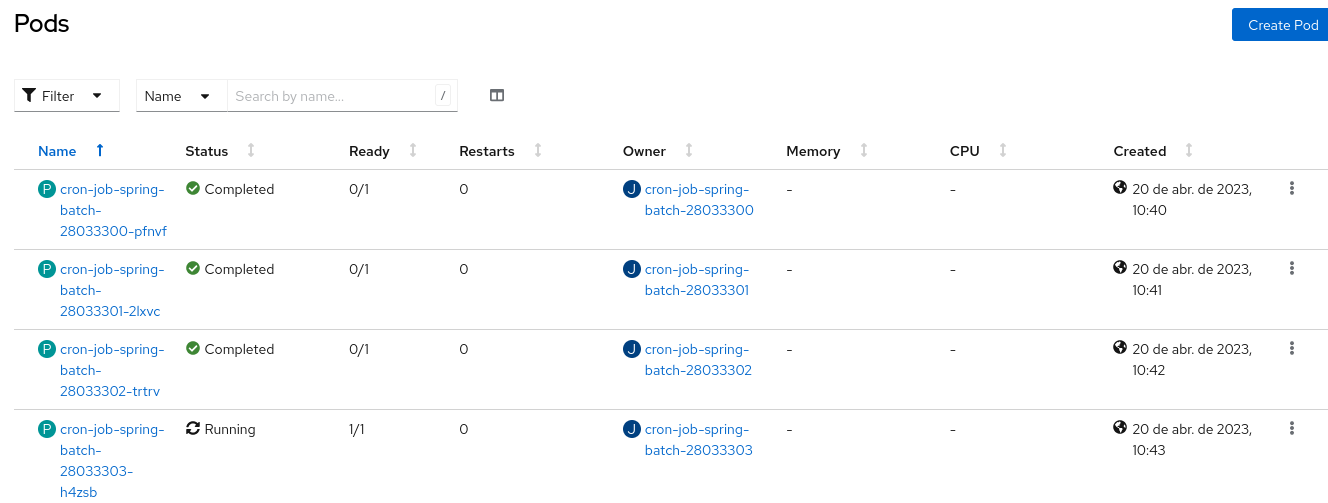 Pods
Create Pod
Filter
Name
Search by name...
/
Name Status Ready Restarts Owner Memory CPU Created
P cron-job-spring- Completed 0/1 0 J cron-job-spring- - - 20 de abr. de 2023,
batch- batch-28033300 10:40
28033300-pfnvf
P cron-job-spring- Completed 0/1 0 J cron-job-spring- - - 20 de abr. de 2023,
batch- batch-28033301 10:41
28033301-2lxvc
P cron-job-spring- Completed 0/1 0 J cron-job-spring- - - 20 de abr. de 2023,
batch- batch-28033302 10:42
28033302-trtrv
P cron-job-spring- Running 1/1 0 J cron-job-spring- - - 20 de abr. de 2023,
batch- batch-28033303 10:43
28033303-
h4zsb